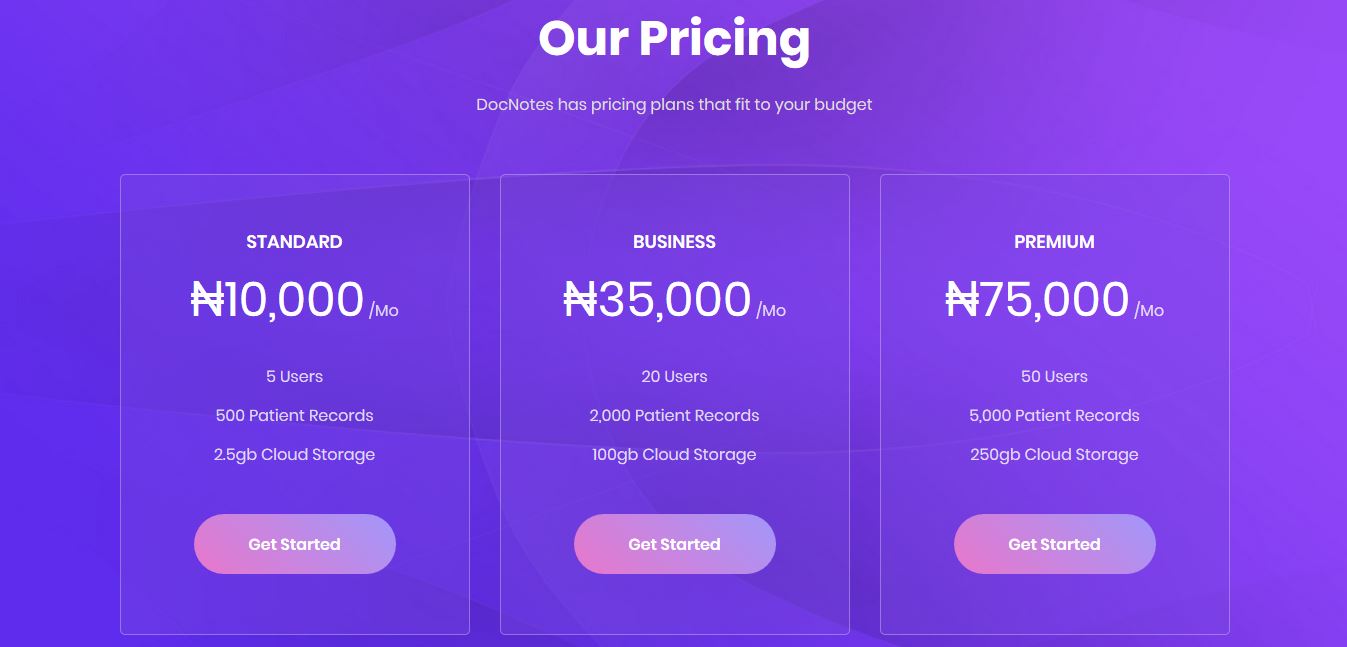 Our Pricing
DocNotes has pricing plans that fit to your budget
STANDARD
₦10,000 /Mo
5 Users
500 Patient Records
2.5gb Cloud Storage
Get Started
BUSINESS
₦35,000 /Mo
20 Users
2,000 Patient Records
100gb Cloud Storage
Get Started
PREMIUM
₦75,000 /Mo
50 Users
5,000 Patient Records
250gb Cloud Storage
Get Started